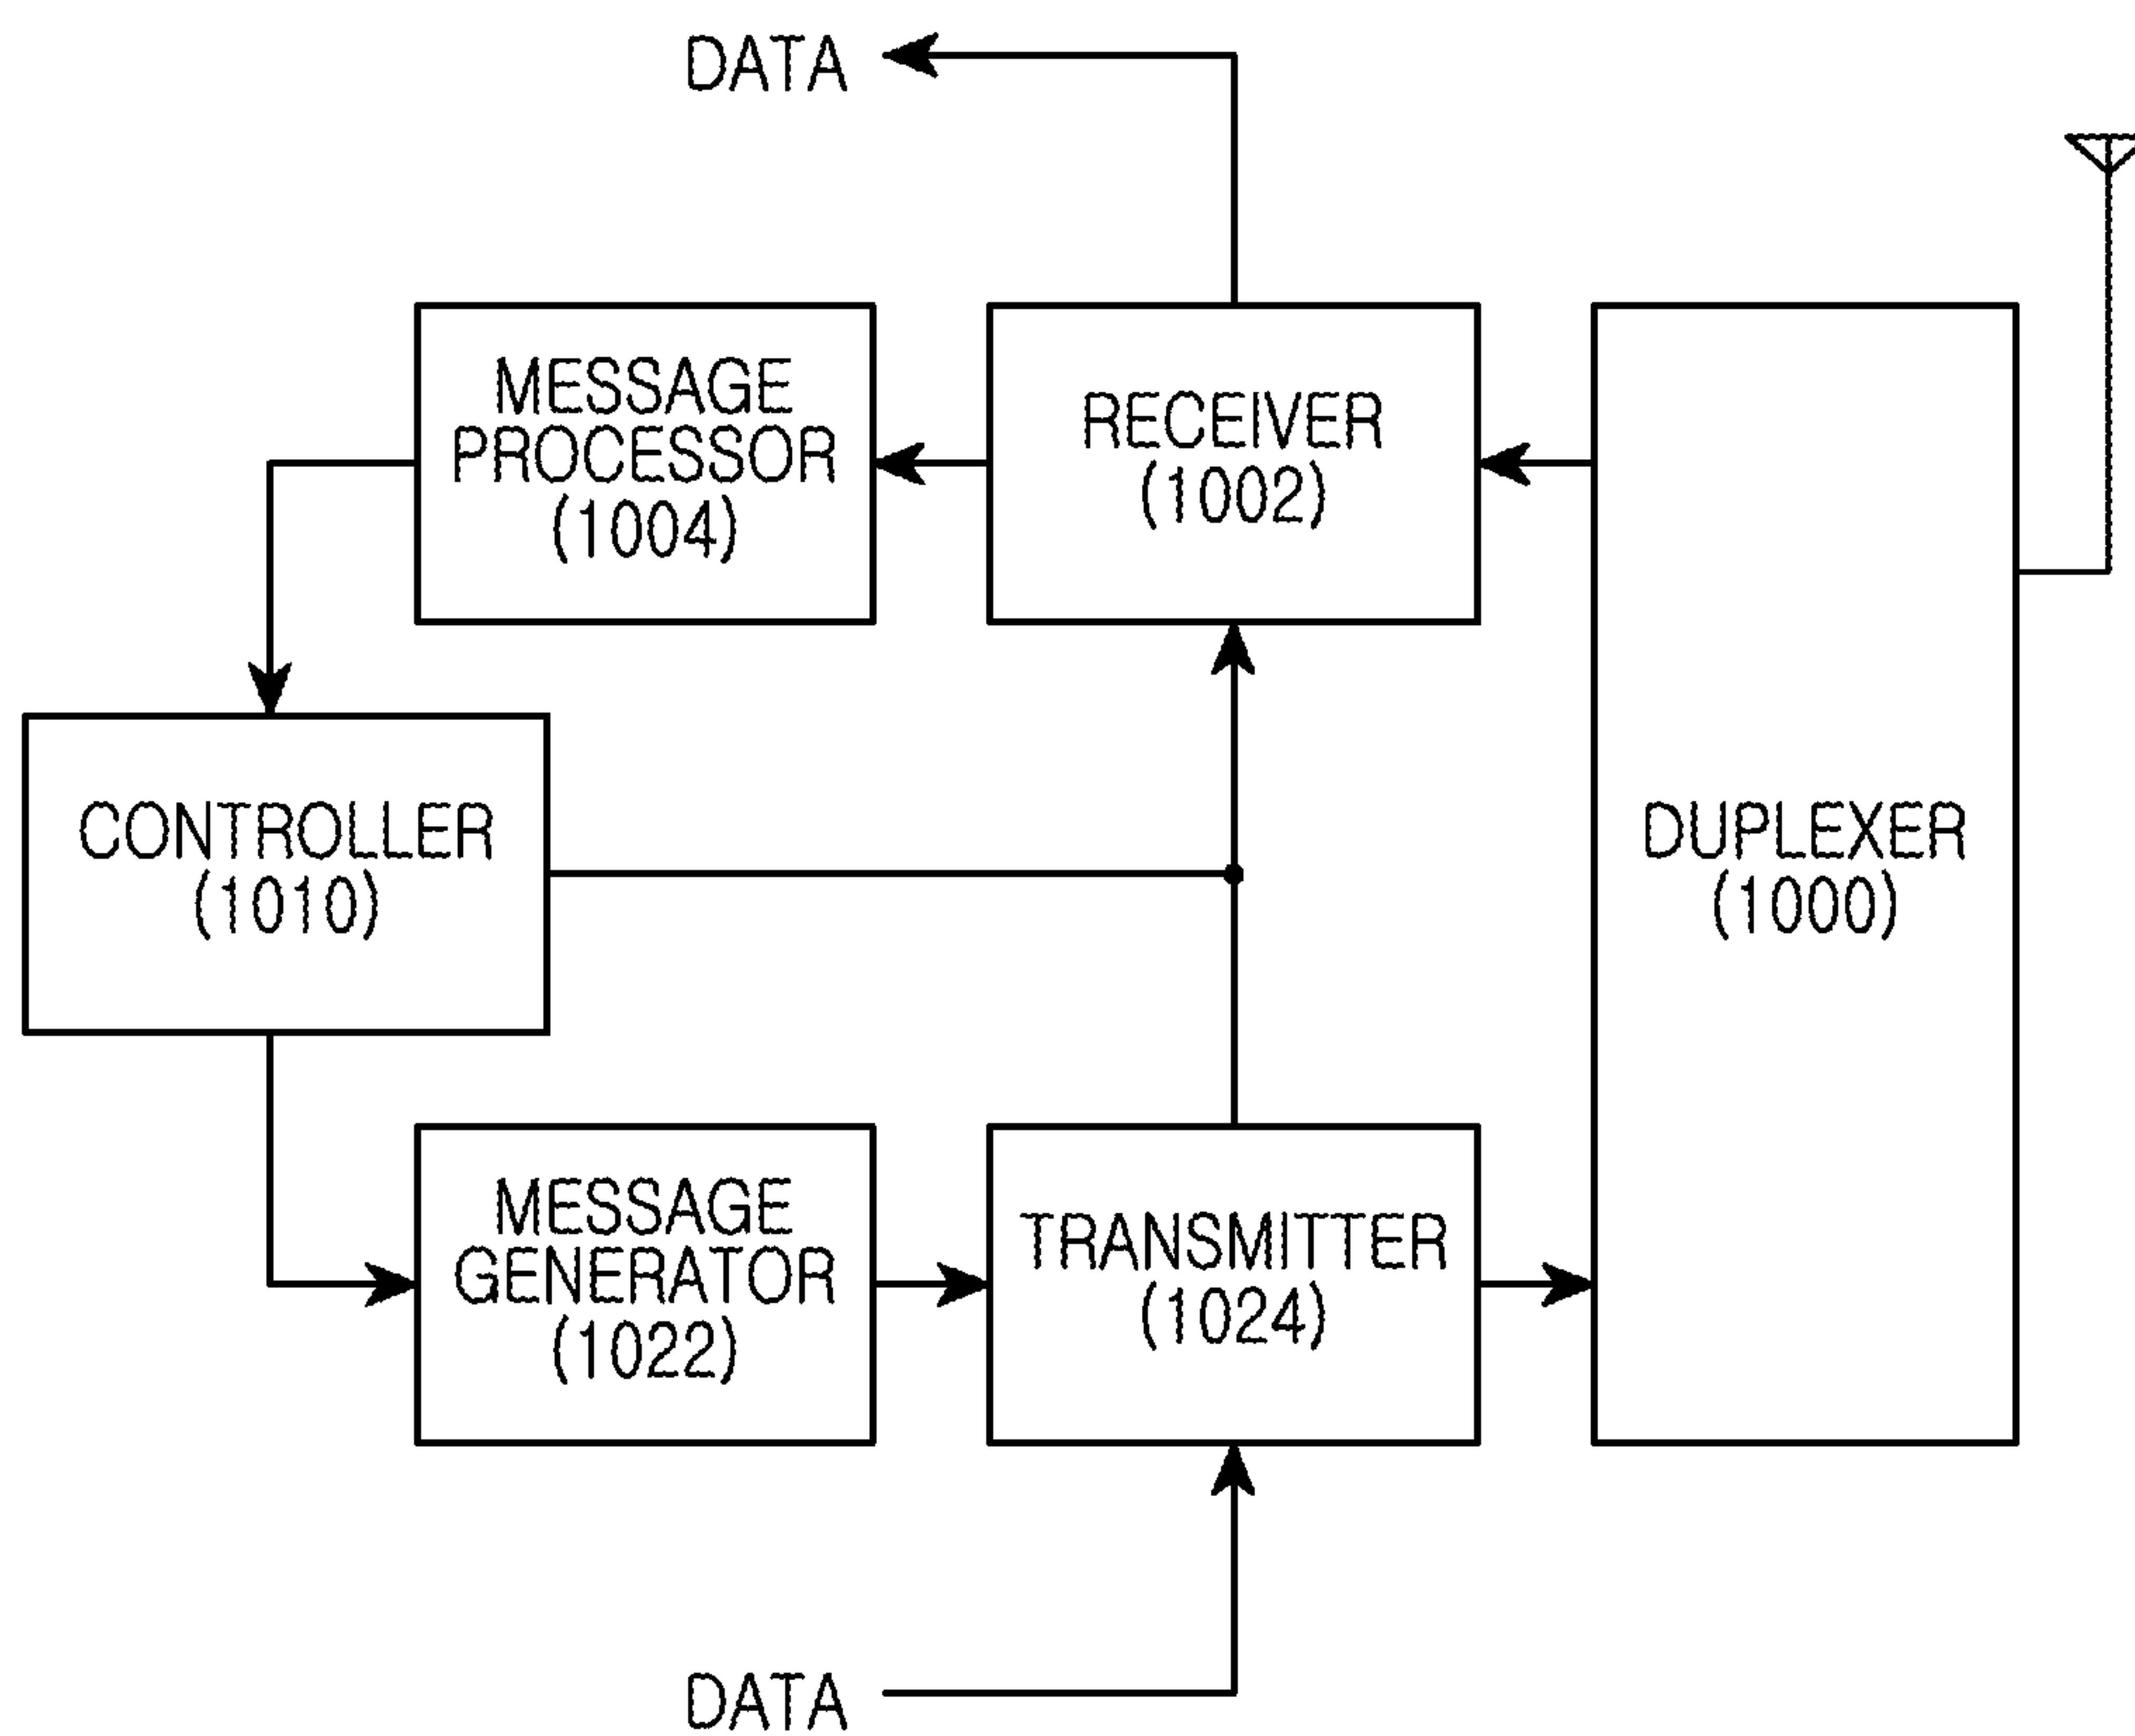 DATA
MESSAGE
PROCESSOR
(1004)
RECEIVER
(1002)
CONTROLLER
(1010)
DUPLEXER
(1000)
MESSAGE
GENERATOR
(1022)
TRANSMITTER
(1024)
DATA